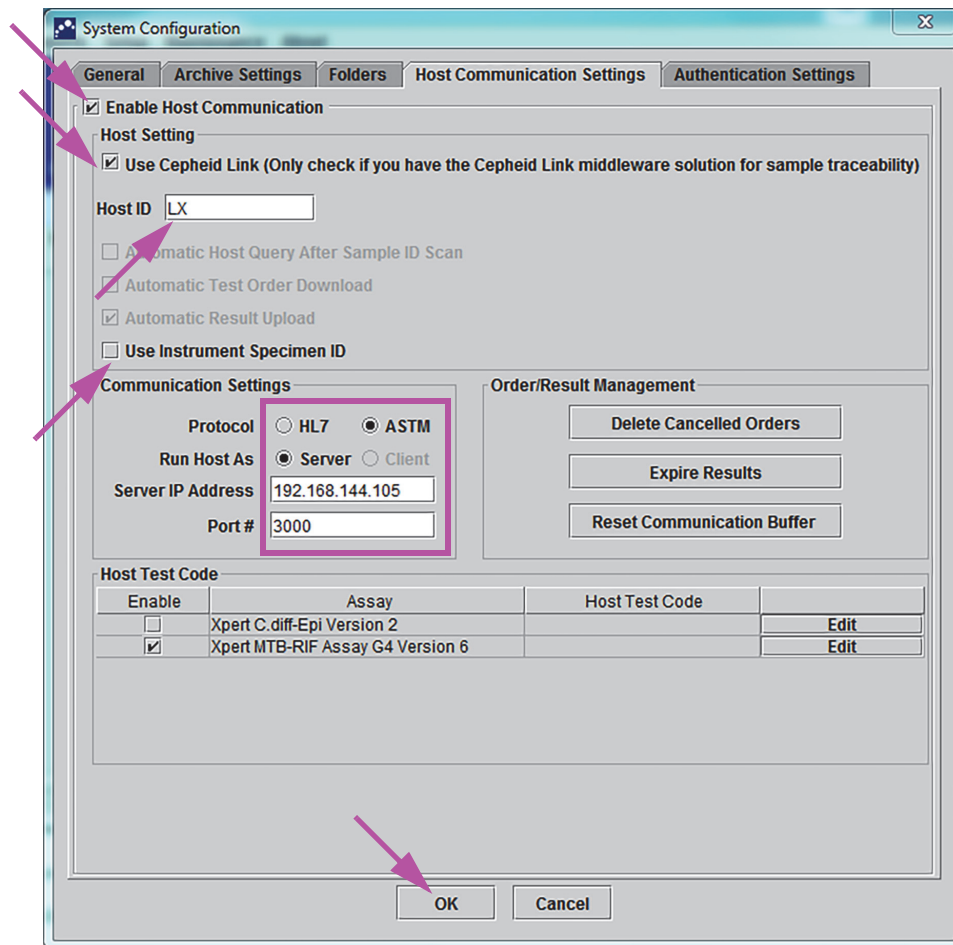 System Configuration
General Archive Settings Folders Host Communication Settings Authentication Settings
Enable Host Communication
Host Setting
Use Cepheid Link (Only check if you have the Cepheid Link middleware solution for sample traceability)
Host ID LX
Automatic Host Query After Sample ID Scan
Automatic Test Order Download
Automatic Result Upload
Use Instrument Specimen ID
Communication Settings
Protocol HL7 ASTM
Run Host As Server Client
Server IP Address 192.168.144.105
Port # 3000
Order/Result Management
Delete Cancelled Orders
Expire Results
Reset Communication Buffer
Host Test Code
Enable Assay Host Test Code
Xpert C.diff-Epi Version 2 Edit
Xpert MTB-RIF Assay G4 Version 6 Edit
OK Cancel